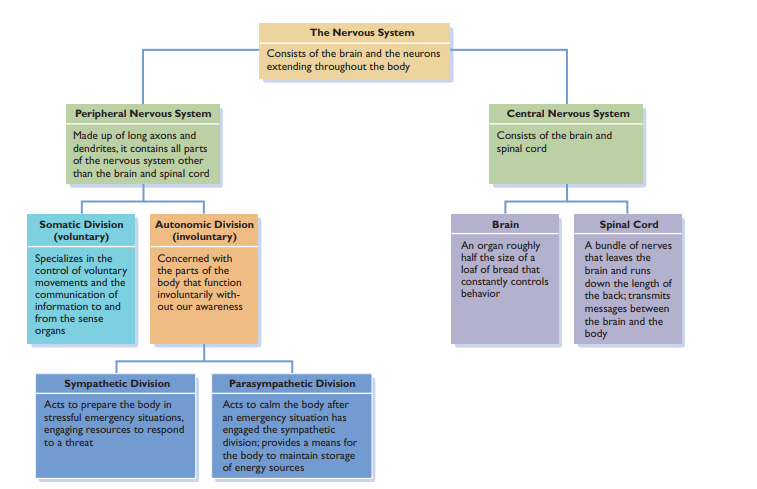 The Nervous System
Consists of the brain and the neurons
extending throughout the body
Peripheral Nervous System
Made up of long axons and
dendrites, it contains all parts
of the nervous system other
than the brain and spinal cord
Central Nervous System
Consists of the brain and
spinal cord
Somatic Division
(voluntary)
Specializes in the
control of voluntary
movements and the
communication of
information to and
from the sense
organs
Autonomic Division
(involuntary)
Concerned with
the parts of the
body that function
involuntarily with-
out our awareness
Brain
An organ roughly
half the size of a
loaf of bread that
constantly controls
behavior
Spinal Cord
A bundle of nerves
that leaves the
brain and runs
down the length of
the back; transmits
messages between
the brain and the
body
Sympathetic Division
Acts to prepare the body in
stressful emergency situations,
engaging resources to respond
to a threat
Parasympathetic Division
Acts to calm the body after
an emergency situation has
engaged the sympathetic
division; provides a means for
the body to maintain storage
of energy sources